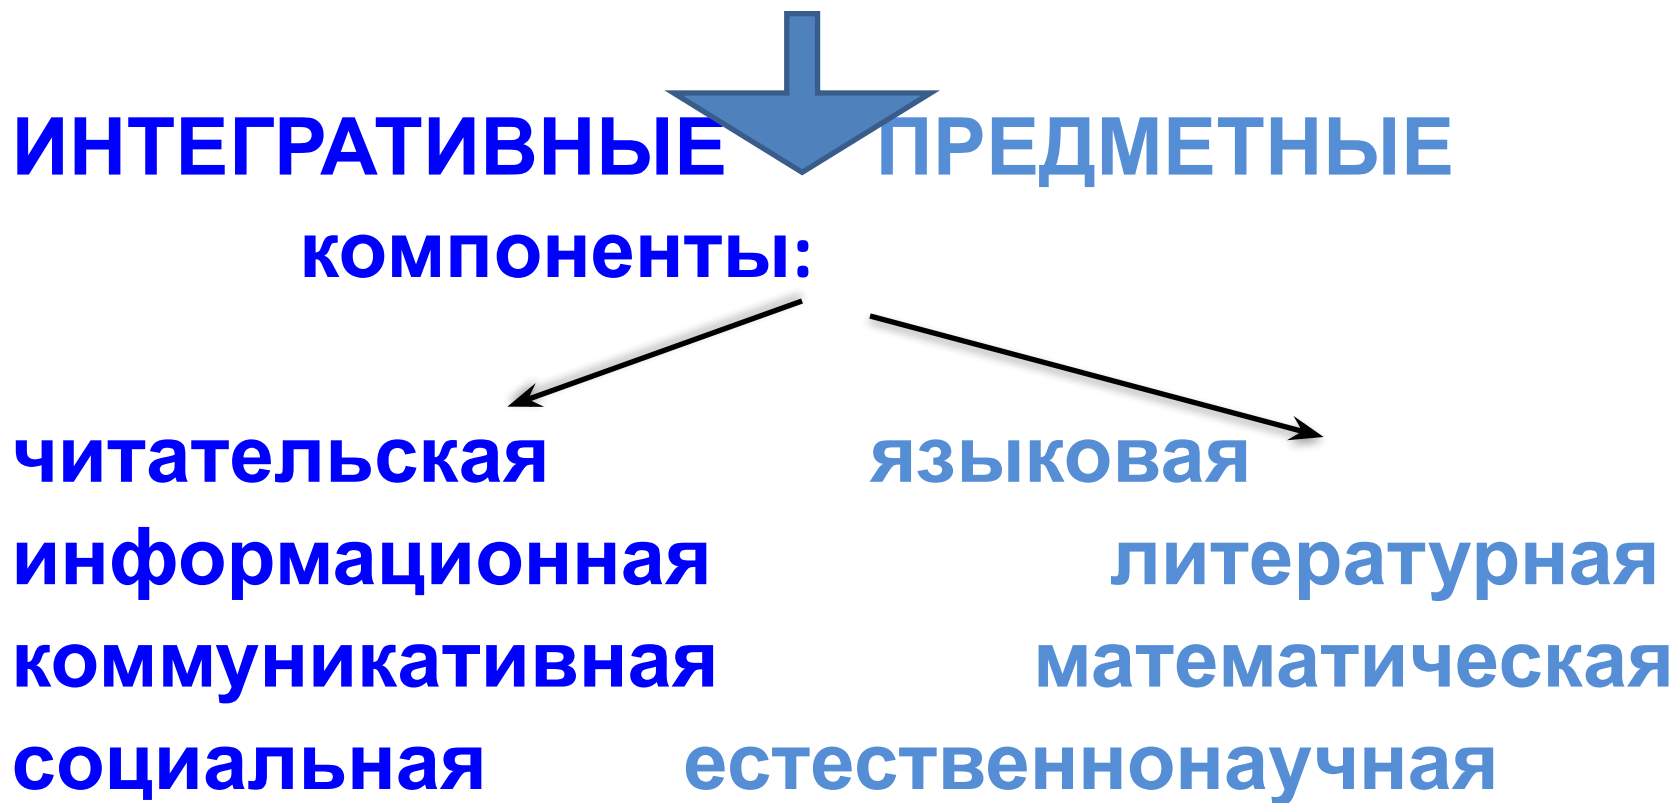 ИНТЕГРАТИВНЫЕ ПРЕДМЕТНЫЕ
компоненты:
читательская языковая
информационная литературная
коммуникативная математическая
социальная естественнонаучная